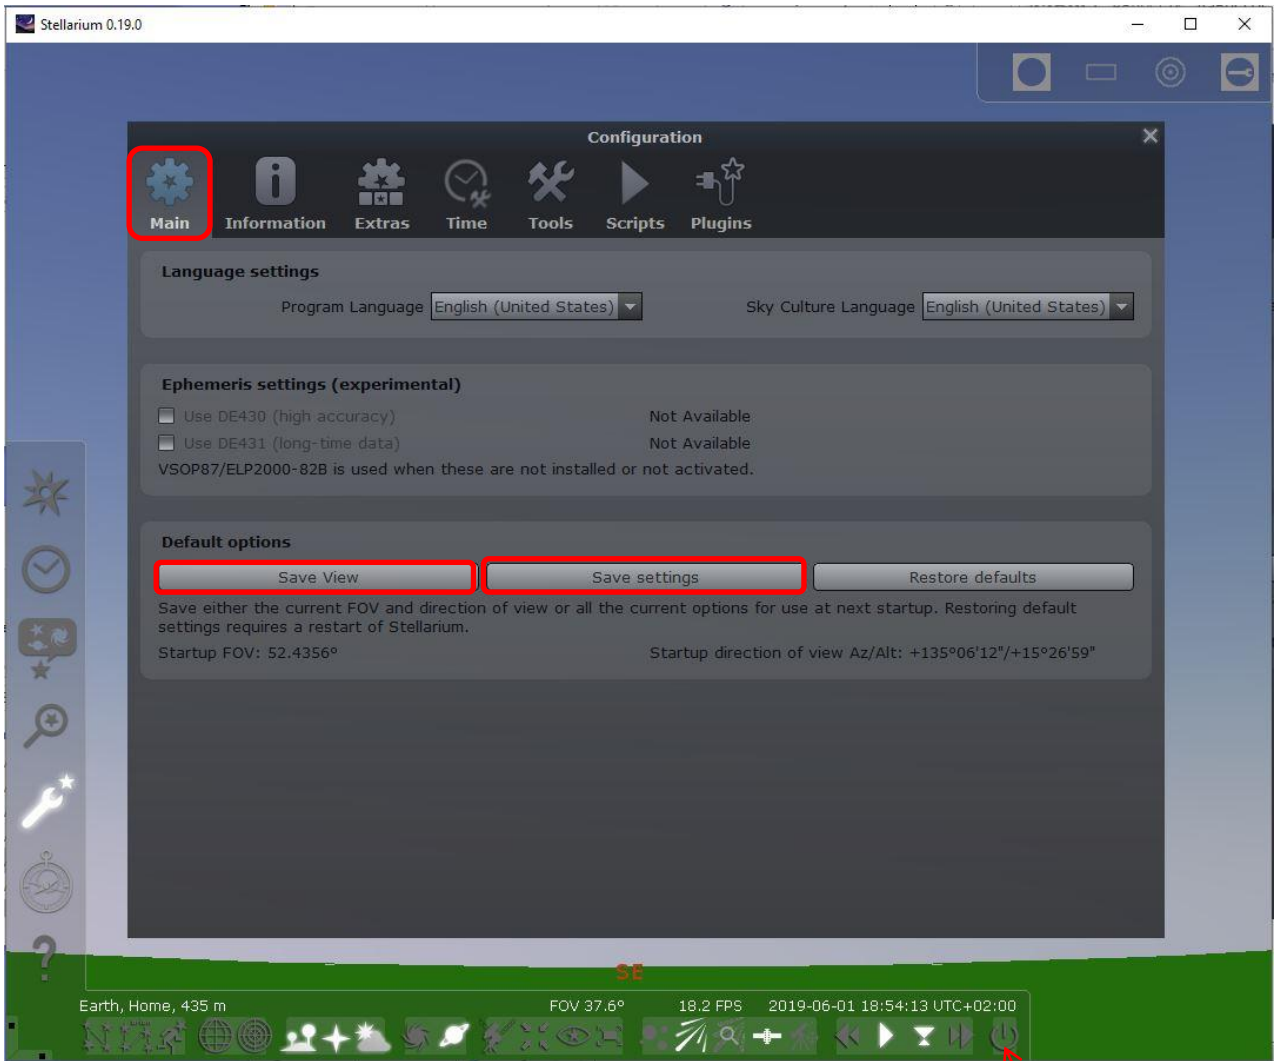 Stellarium 0.19.0
Configuration
Main Information Extras Time Tools Scripts Plugins
Language settings
Program Language English (United States) Sky Culture Language English (United States)
Ephemeris settings (experimental)
Use DE430 (high accuracy) Not Available
Use DE431 (long-time data) Not Available
VSOP87/ELP2000-82B is used when these are not installed or not activated.
Default options
Save View Save settings Restore defaults
Save either the current FOV and direction of view or all the current options for use at next startup. Restoring default
settings requires a restart of Stellarium.
Startup FOV: 52.4356° Startup direction of view Az/Alt: +135°06'12"/+15°26'59"
SE
Earth, Home, 435 m FOV 37.6° 18.2 FPS 2019-06-01 18:54:13 UTC+02:00